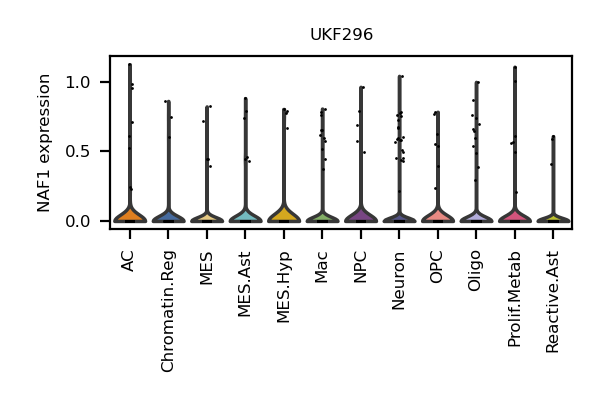 UKF296
NAF1 expression
1.0
0.5
0.0
AC
Chromatin.Reg
MES
MES.Ast
MES.Hyp
Mac
NPC
Neuron
OPC
Oligo
Prolif.Metab
Reactive.Ast